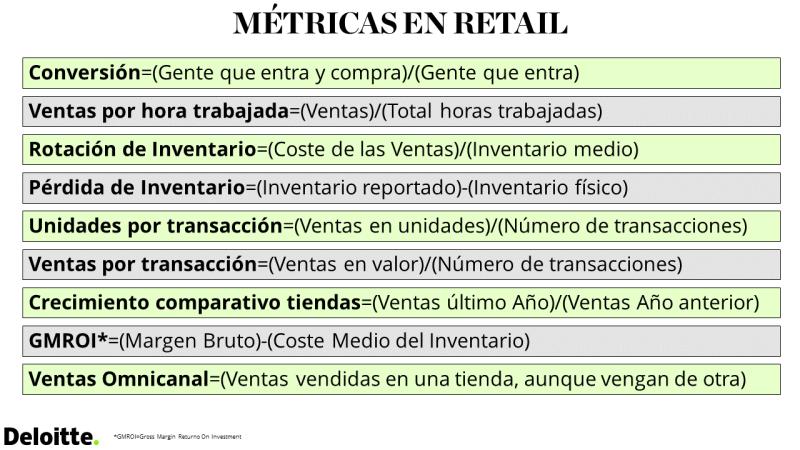 MÉTRICAS EN RETAIL
Conversión=(Gente que entra y compra)/(Gente que entra)
Ventas por hora trabajada=(Ventas)/(Total horas trabajadas)
Rotación de Inventario=(Coste de las Ventas)/(Inventario medio)
Pérdida de Inventario=(Inventario reportado)-(Inventario físico)
Unidades por transacción=(Ventas en unidades)/(Número de transacciones)
Ventas por transacción=(Ventas en valor)/(Número de transacciones)
Crecimiento comparativo tiendas=(Ventas último Año)/(Ventas Año anterior)
GMROI*=(Margen Bruto)-(Coste Medio del Inventario)
Ventas Omnicanal=(Ventas vendidas en una tienda, aunque vengan de otra)
Deloitte.
*GMROI=Gross Margin Returno On Investment